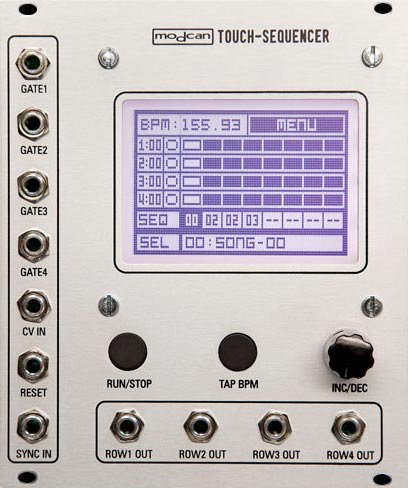 modcan TOUCH-SEQUENCER
GATE1
GATE2
GATE3
GATE4
CV IN
RESET
SYNC IN
BPM:155.93 MENU
1:00
2:00
3:00
4:00
SEQ 00 02 02 03 -- -- -- --
SEL 00:SONG-00
RUN/STOP TAP BPM INC/DEC
ROW1 OUT ROW2 OUT ROW3 OUT ROW4 OUT